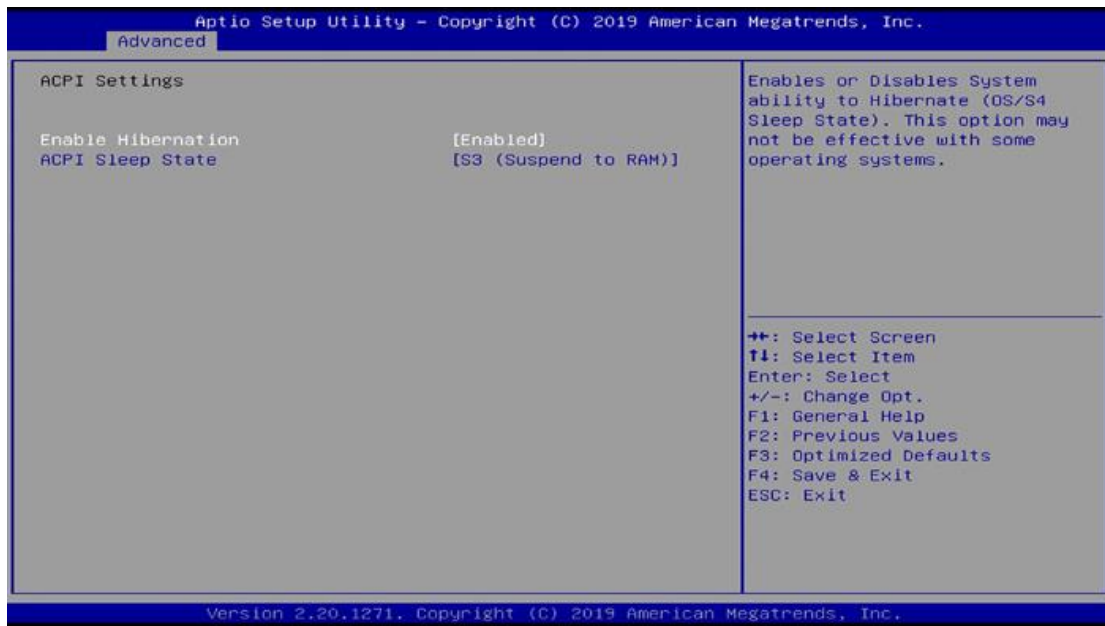 Aptio Setup Utility – Copyright (C) 2019 American Megatrends, Inc.
Advanced
ACPI Settings
Enable Hibernation [Enabled]
ACPI Sleep State [S3 (Suspend to RAM)]
Enables or Disables System
ability to Hibernate (OS/S4
Sleep State). This option may
not be effective with some
operating systems.
→←: Select Screen
↑↓: Select Item
Enter: Select
+/-: Change Opt.
F1: General Help
F2: Previous Values
F3: Optimized Defaults
F4: Save & Exit
ESC: Exit
Version 2.20.1271. Copyright (C) 2019 American Megatrends, Inc.